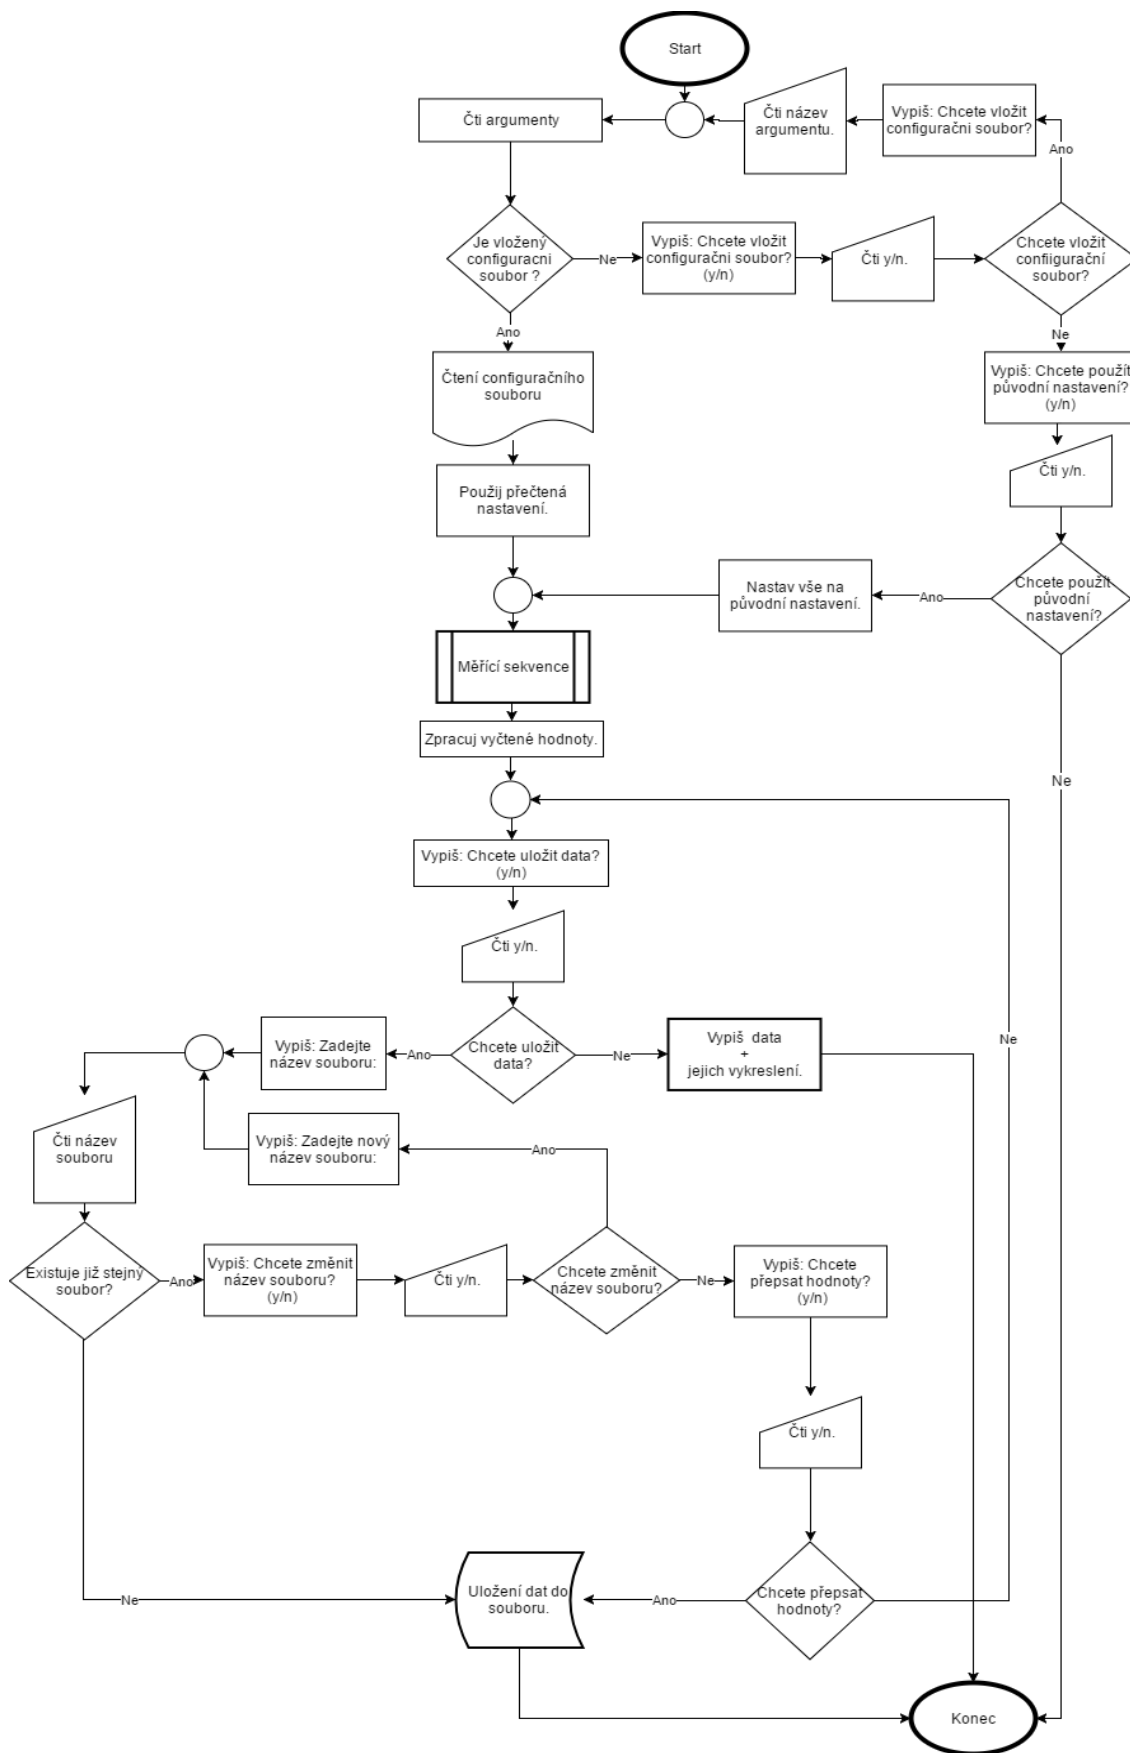 Start
Čti argumenty
Čti název
argumentu.
Vypiš: Chcete vložit
configuračni soubor?
Ano
Je vložený
configuracni
soubor ?
Ne
Vypiš: Chcete vložit
configurační soubor?
(y/n)
Čti y/n.
Chcete vložit
confiigurační
soubor?
Ano
Ne
Čtení configuračního
souboru
Vypiš: Chcete použít
původní nastavení?
(y/n)
Čti y/n.
Použij přečtená
nastavení.
Nastav vše na
původní nastavení.
Ano
Chcete použít
původní
nastavení?
Měřící sekvence
Zpracuj vyčtené hodnoty.
Ne
Vypiš: Chcete uložit data?
(y/n)
Čti y/n.
Vypiš: Zadejte
název souboru:
Ano
Chcete uložit
data?
Ne
Vypiš data
+
jejich vykreslení.
Ne
Čti název
souboru
Vypiš: Zadejte nový
název souboru:
Ano
Existuje již stejný
soubor?
Ano
Vypiš: Chcete změnit
název souboru?
(y/n)
Čti y/n.
Chcete změnit
název souboru?
Ne
Vypiš: Chcete
přepsat hodnoty?
(y/n)
Čti y/n.
Ne
Uložení dat do
souboru.
Ano
Chcete přepsat
hodnoty?
Konec